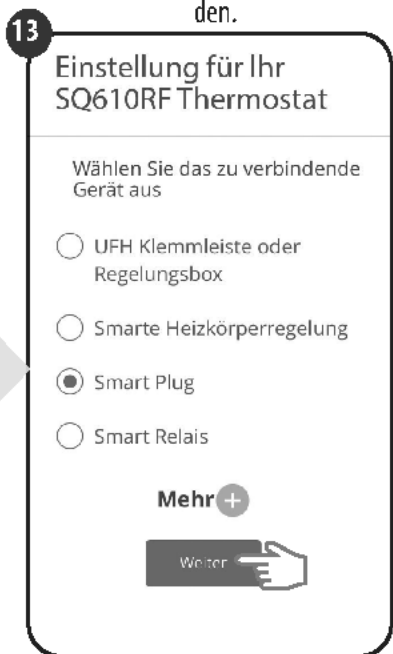 den.
13
Einstellung für Ihr
SQ610RF Thermostat
Wählen Sie das zu verbindende
Gerät aus
UFH Klemmleiste oder
Regelungsbox
Smarte Heizkörperregelung
Smart Plug
Smart Relais
Mehr +
Weiter